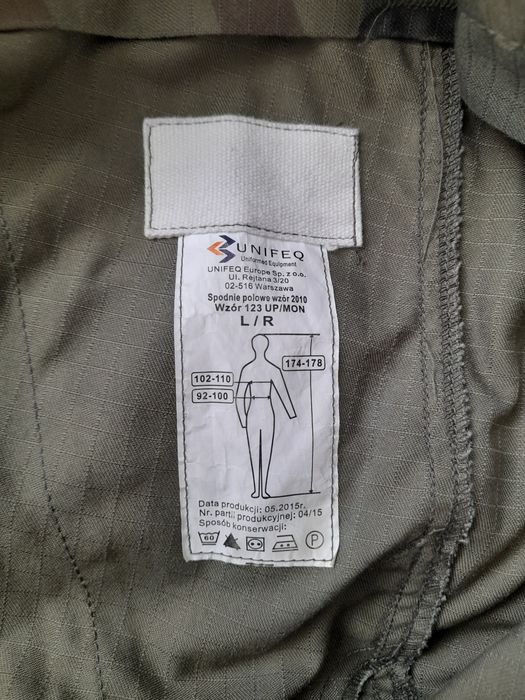 UNIFEQ
Uniformed Equipment
UNIFEQ Europe Sp. z o.o.
Ul. Rejtana 3/20
02-516 Warszawa
Spodnie polowe wzór 2010
Wzór 123 UP/MON
L / R
174-178
102-110
92-100
Data produkcji: 05.2015r.
Nr. partii produkcyjnej: 04/15
Sposób konserwacji:
60
P